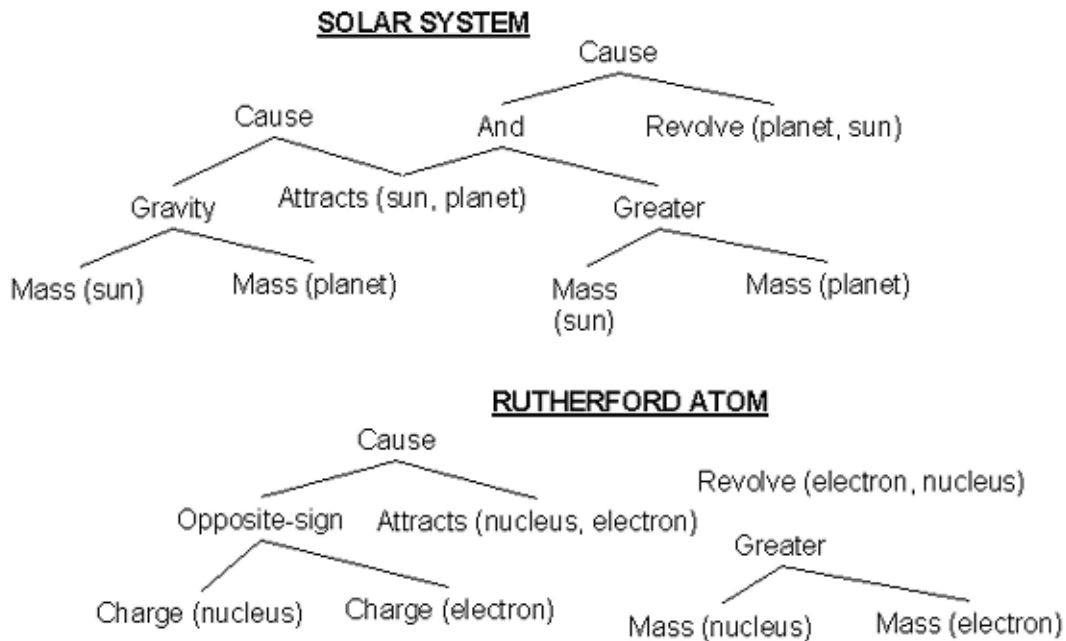 SOLAR SYSTEM
Cause
Cause
And
Revolve (planet, sun)
Gravity
Attracts (sun, planet)
Greater
Mass (sun)
Mass (planet)
Mass
(sun)
Mass (planet)
RUTHERFORD ATOM
Cause
Revolve (electron, nucleus)
Opposite-sign
Attracts (nucleus, electron)
Greater
Charge (nucleus)
Charge (electron)
Mass (nucleus)
Mass (electron)